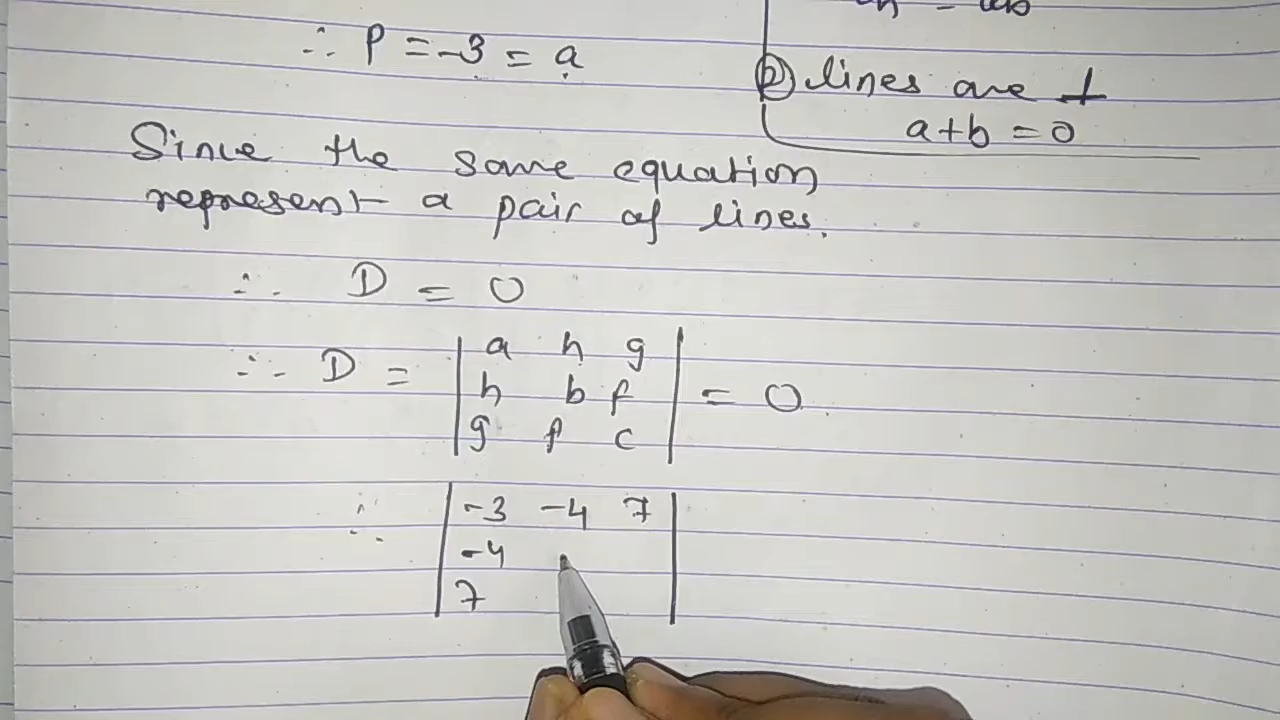 ∴ P = -3 = a
② lines are ⊥
a+b = 0
Since the same equation
represent a pair of lines.
∴ D = 0
∴ D = | a h g |
| h b f | = 0
| g f c |
∴ | -3 -4 7 |
| -4 |
| 7 |